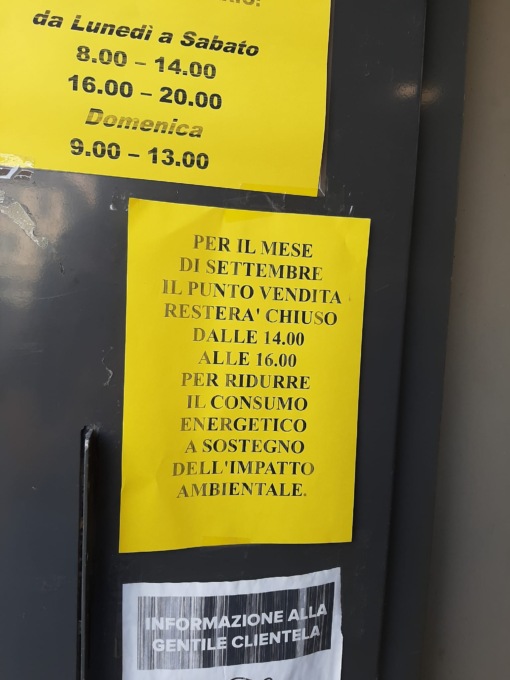 da Lunedì a Sabato
8.00 – 14.00
16.00 – 20.00
Domenica
9.00 – 13.00
PER IL MESE
DI SETTEMBRE
IL PUNTO VENDITA
RESTERA' CHIUSO
DALLE 14.00
ALLE 16.00
PER RIDURRE
IL CONSUMO
ENERGETICO
A SOSTEGNO
DELL'IMPATTO
AMBIENTALE.
INFORMAZIONE ALLA
GENTILE CLIENTELA